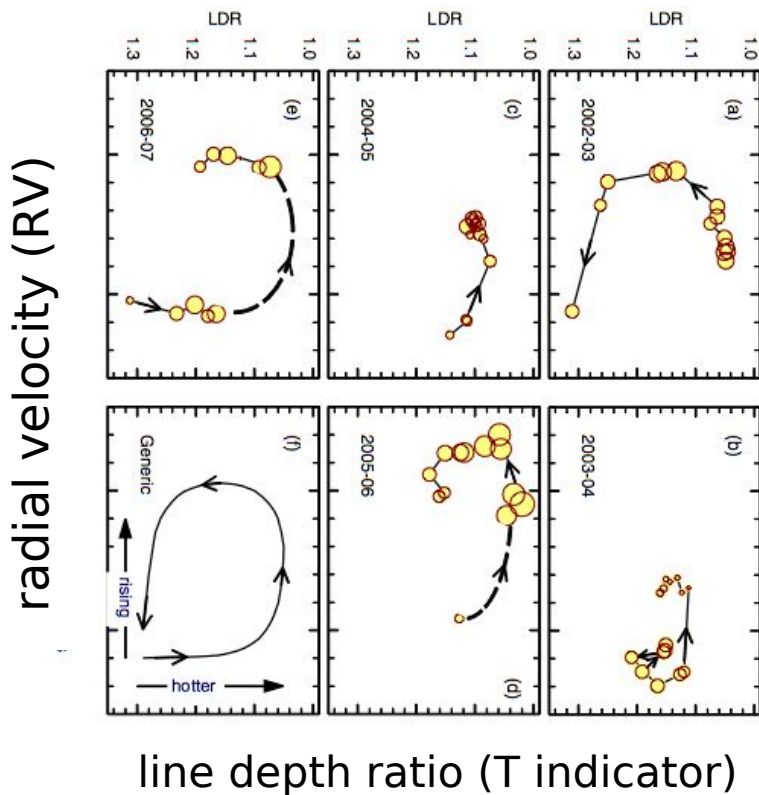 LDR
1.3
1.2
1.1
1.0
LDR
1.3
1.2
1.1
1.0
LDR
1.3
1.2
1.1
1.0
(e)
2006-07
(c)
2004-05
(a)
2002-03
(f)
Generic
rising
hotter
(d)
2005-06
(b)
2003-04
radial velocity (RV)
line depth ratio (T indicator)